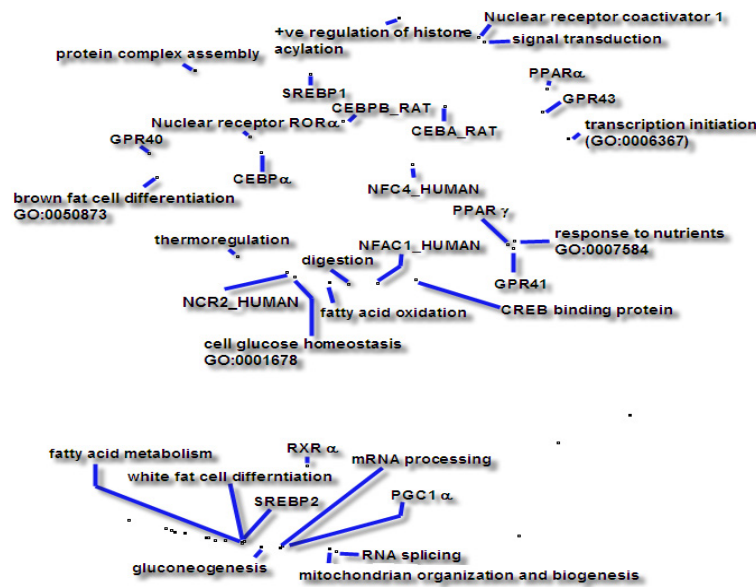 Nuclear receptor coactivator 1
+ve regulation of histone
acylation
signal transduction
protein complex assembly
PPARα
SREBP1
CEBPB_RAT
GPR43
Nuclear receptor RORα
CEBA_RAT
transcription initiation
(GO:0006367)
GPR40
CEBPα
NFC4_HUMAN
brown fat cell differentiation
GO:0050873
PPAR γ
response to nutrients
GO:0007584
thermoregulation
NFAC1_HUMAN
digestion
GPR41
NCR2_HUMAN
fatty acid oxidation
CREB binding protein
cell glucose homeostasis
GO:0001678
fatty acid metabolism
RXR α
mRNA processing
white fat cell differntiation
SREBP2
PGC1 α
RNA splicing
gluconeogenesis
mitochondrian organization and biogenesis